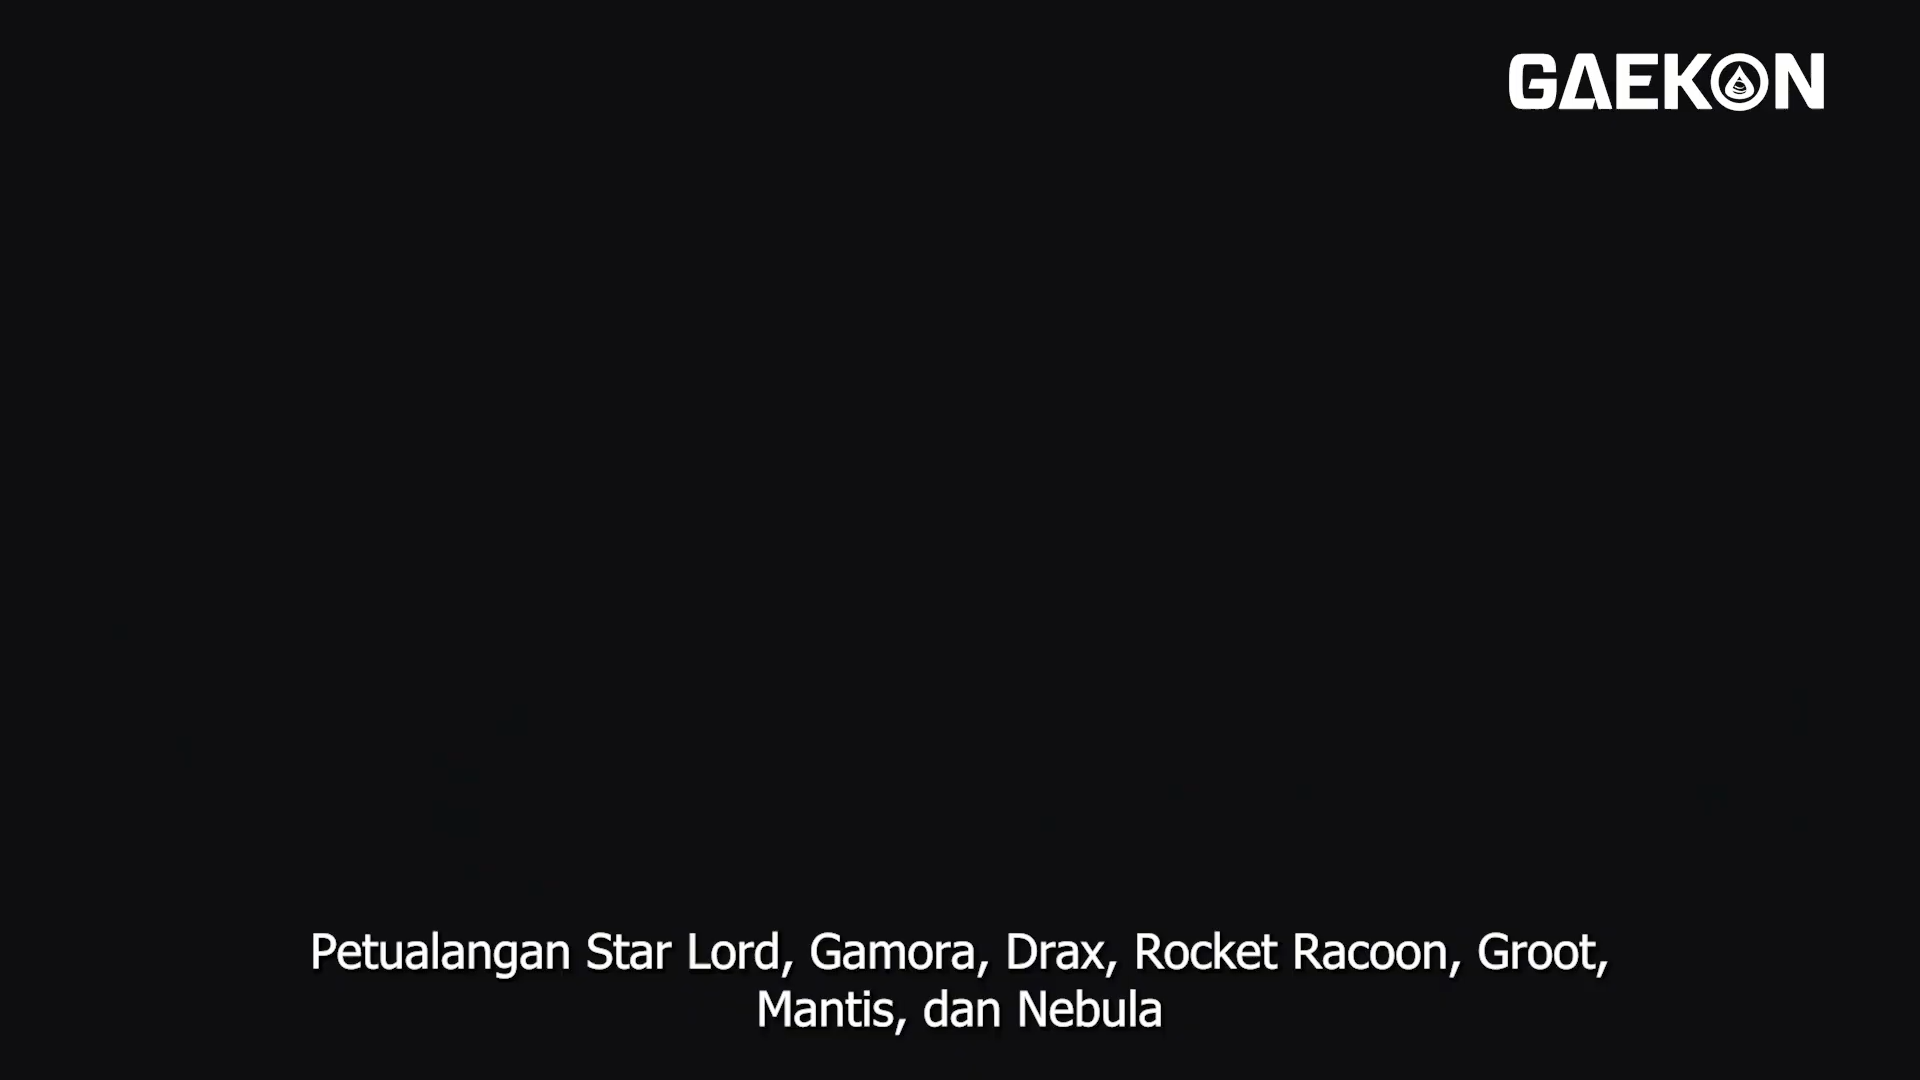 GAEKON
Petualangan Star Lord, Gamora, Drax, Rocket Racoon, Groot,
Mantis, dan Nebula